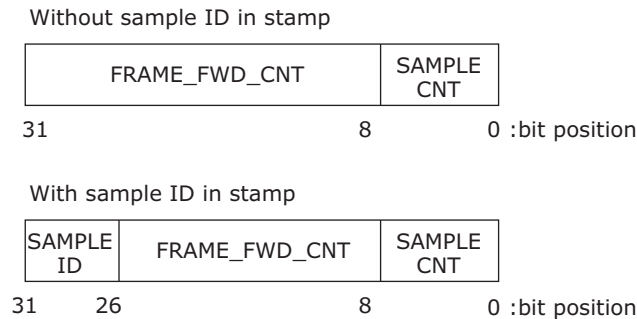 Without sample ID in stamp
FRAME_FWD_CNT
SAMPLE
CNT
31 8 0 :bit position
With sample ID in stamp
SAMPLE
ID
FRAME_FWD_CNT
SAMPLE
CNT
31 26 8 0 :bit position